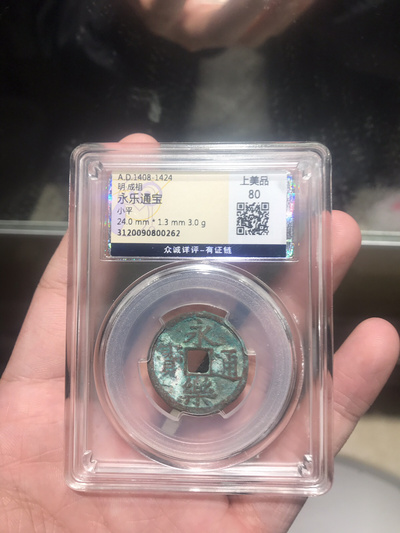 A.D.1408-1424
明 成祖
永乐通宝
小平
24.0 mm * 1.3 mm 3.0 g
3120090800262
上美品
80
众诚评评-有证链
永樂通寳